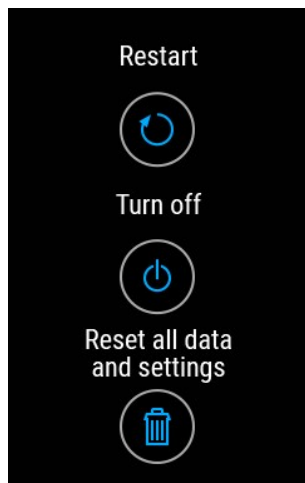 Restart
Turn off
Reset all data
and settings